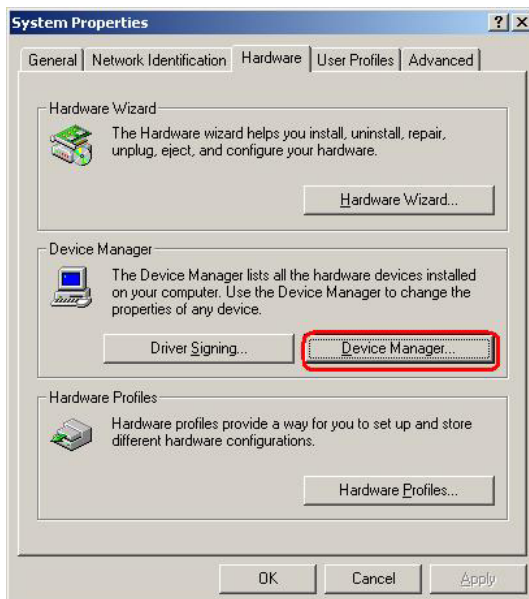 System Properties
? X
General
Network Identification
Hardware
User Profiles
Advanced
Hardware Wizard
The Hardware wizard helps you install, uninstall, repair,
unplug, eject, and configure your hardware.
Hardware Wizard...
Device Manager
The Device Manager lists all the hardware devices installed
on your computer. Use the Device Manager to change the
properties of any device.
Driver Signing...
Device Manager...
Hardware Profiles
Hardware profiles provide a way for you to set up and store
different hardware configurations.
Hardware Profiles...
OK
Cancel
Apply